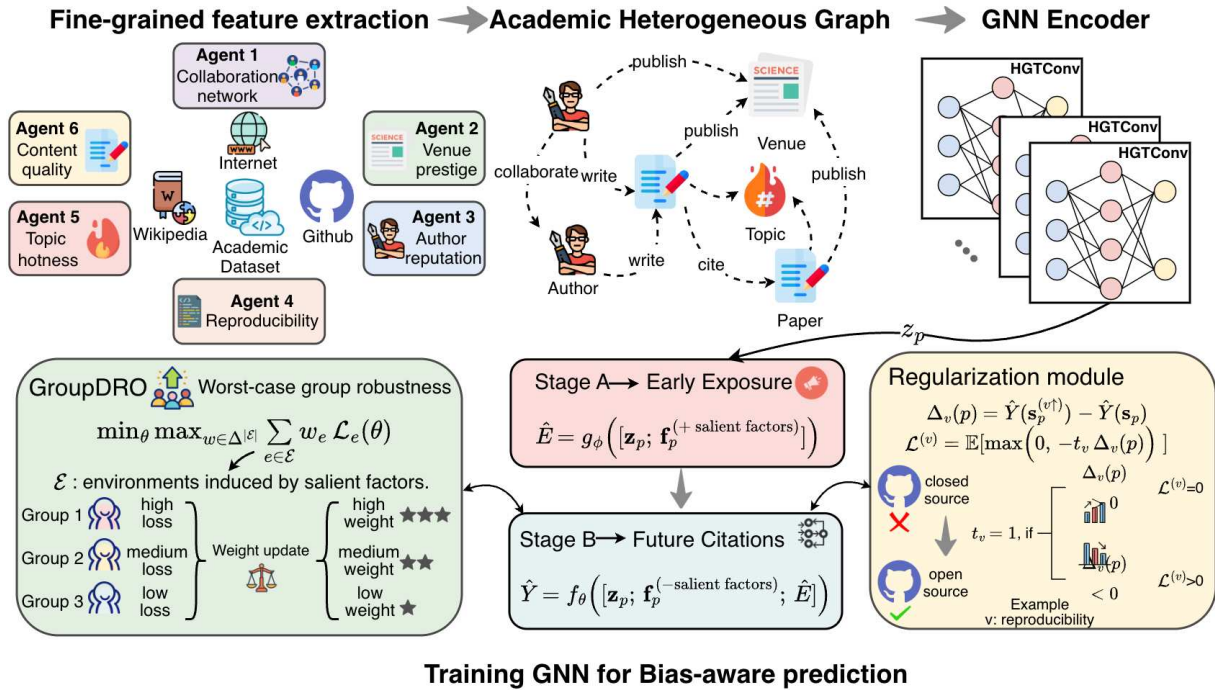 Fine-grained feature extraction
Academic Heterogeneous Graph
GNN Encoder
Agent 1
Collaboration
network
Agent 6
Content
quality
Internet
Agent 2
Venue
prestige
SCIENCE
Agent 5
Topic
hotness
W
Wikipedia
Academic
Dataset
Github
Agent 3
Author
reputation
Agent 4
Reproducibility
WWW
publish
SCIENCE
Venue
publish
publish
collaborate
write
#
Topic
write
cite
Author
Paper
HGTConv
HGTConv
HGTConv
z_p
GroupDRO
Worst-case group robustness
min_θ max_{w∈Δ^{|ℰ|}} ∑_{e∈ℰ} w_e ℒ_e(θ)
ℰ : environments induced by salient factors.
Group 1 high loss
Group 2 medium loss
Group 3 low loss
Weight update
high weight ★★★
medium weight ★★
low weight ★
Stage A → Early Exposure
Ê = g_ϕ([z_p; f_p^{(+ salient factors)}])
Stage B → Future Citations
Ŷ = f_θ([z_p; f_p^{(−salient factors)}; Ê])
Regularization module
Δ_v(p) = Ŷ(s_p^{(v↑)}) − Ŷ(s_p)
ℒ^{(v)} = 𝔼[max(0, −t_v Δ_v(p)) ]
closed
source
open
source
t_v = 1, if
Δ_v(p)
0
ℒ^{(v)}=0
Δ_v(p)
< 0
ℒ^{(v)}>0
Example
v: reproducibility
Training GNN for Bias-aware prediction